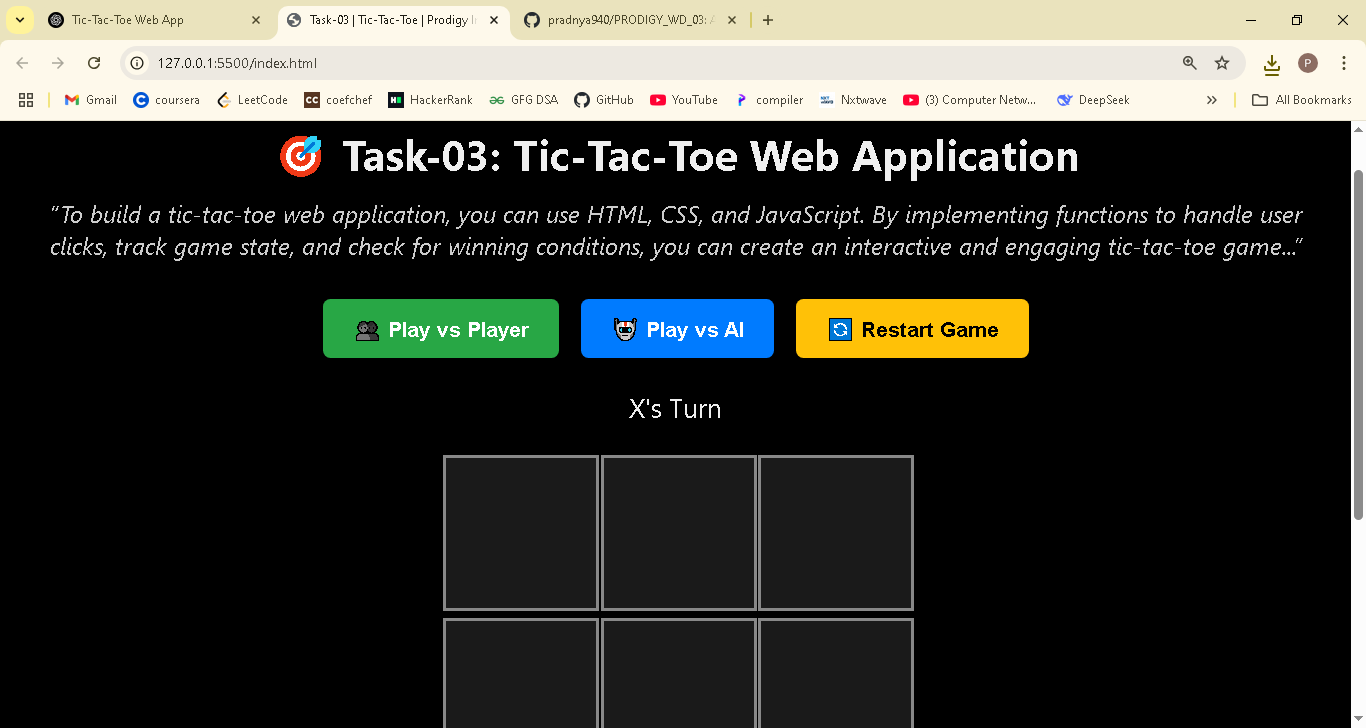 Tic-Tac-Toe Web App
Task-03 | Tic-Tac-Toe | Prodigy I
pradnya940/PRODIGY_WD_03: A
127.0.0.1:5500/index.html
P
Gmail
coursera
LeetCode
CC coefchef
HackerRank
GFG DSA
GitHub
YouTube
compiler
Nxtwave
(3) Computer Netw...
DeepSeek
All Bookmarks
Task-03: Tic-Tac-Toe Web Application
“To build a tic-tac-toe web application, you can use HTML, CSS, and JavaScript. By implementing functions to handle user
clicks, track game state, and check for winning conditions, you can create an interactive and engaging tic-tac-toe game...”
Play vs Player
Play vs AI
Restart Game
X's Turn